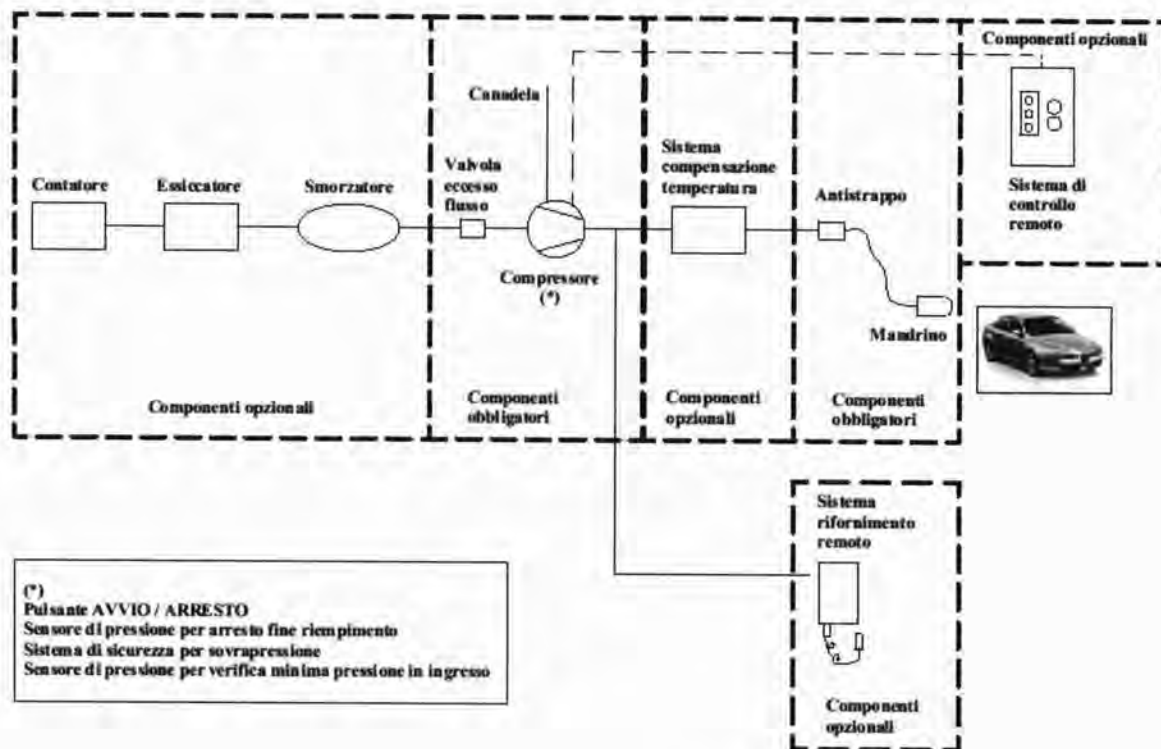 Contatore
Essiccatore
Smorzatore
Componenti opzionali
Canadela
Valvola
eccesso
flusso
Compressore
(*)
Componenti
obbligatori
Sistema
compensazione
temperatura
Componenti
opzionali
Antistrappo
Mandrino
Componenti
obbligatori
Componenti opzionali
Sistema di
controllo
remoto
Sistema
rifornimento
remoto
Componenti
opzionali
(*)
Pulsante AVVIO / ARRESTO
Sensore di pressione per arresto fine riempimento
Sistema di sicurezza per sovrapressione
Sensore di pressione per verifica minima pressione in ingresso